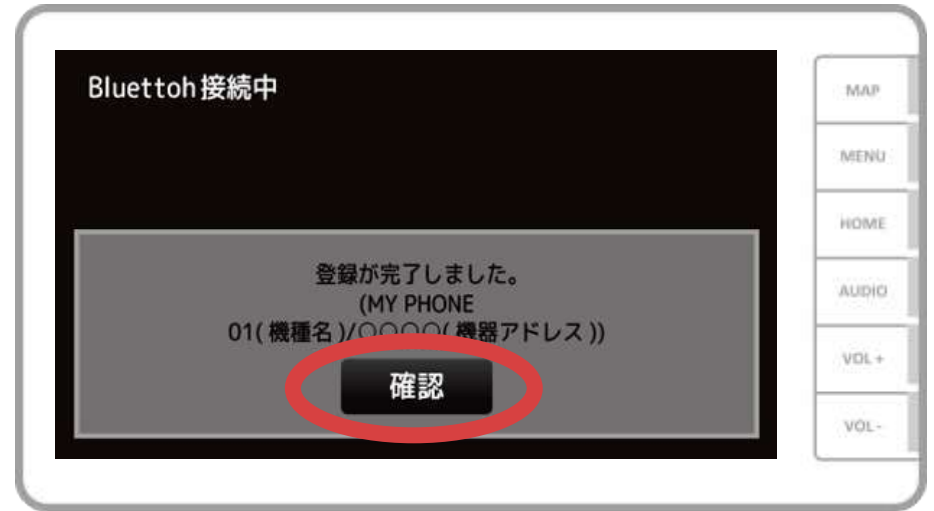 Bluettoh接続中
登録が完了しました。
(MY PHONE
01(機種名)/○○○○(機器アドレス))
確認
MAP
MENU
HOME
AUDIO
VOL +
VOL -